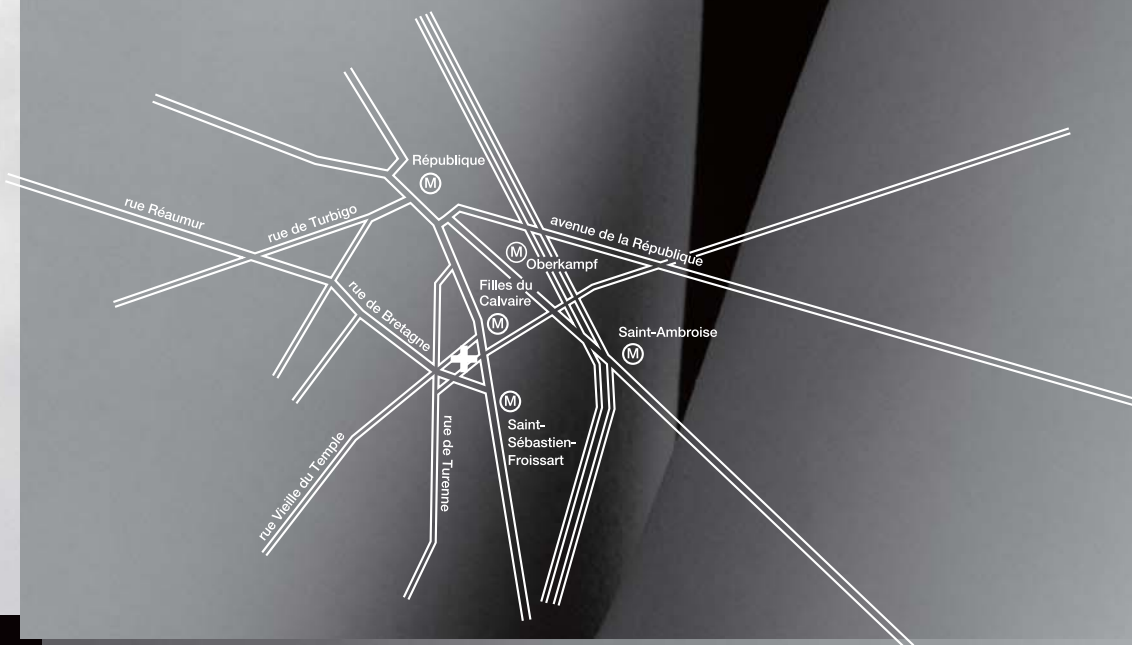 République
M
rue Réaumur
rue de Turbigo
avenue de la République
M
Oberkampf
Filles du
Calvaire
M
rue de Bretagne
Saint-Ambroise
M
M
Saint-
Sébastien-
Froissart
rue de Turenne
rue Vieille du Temple